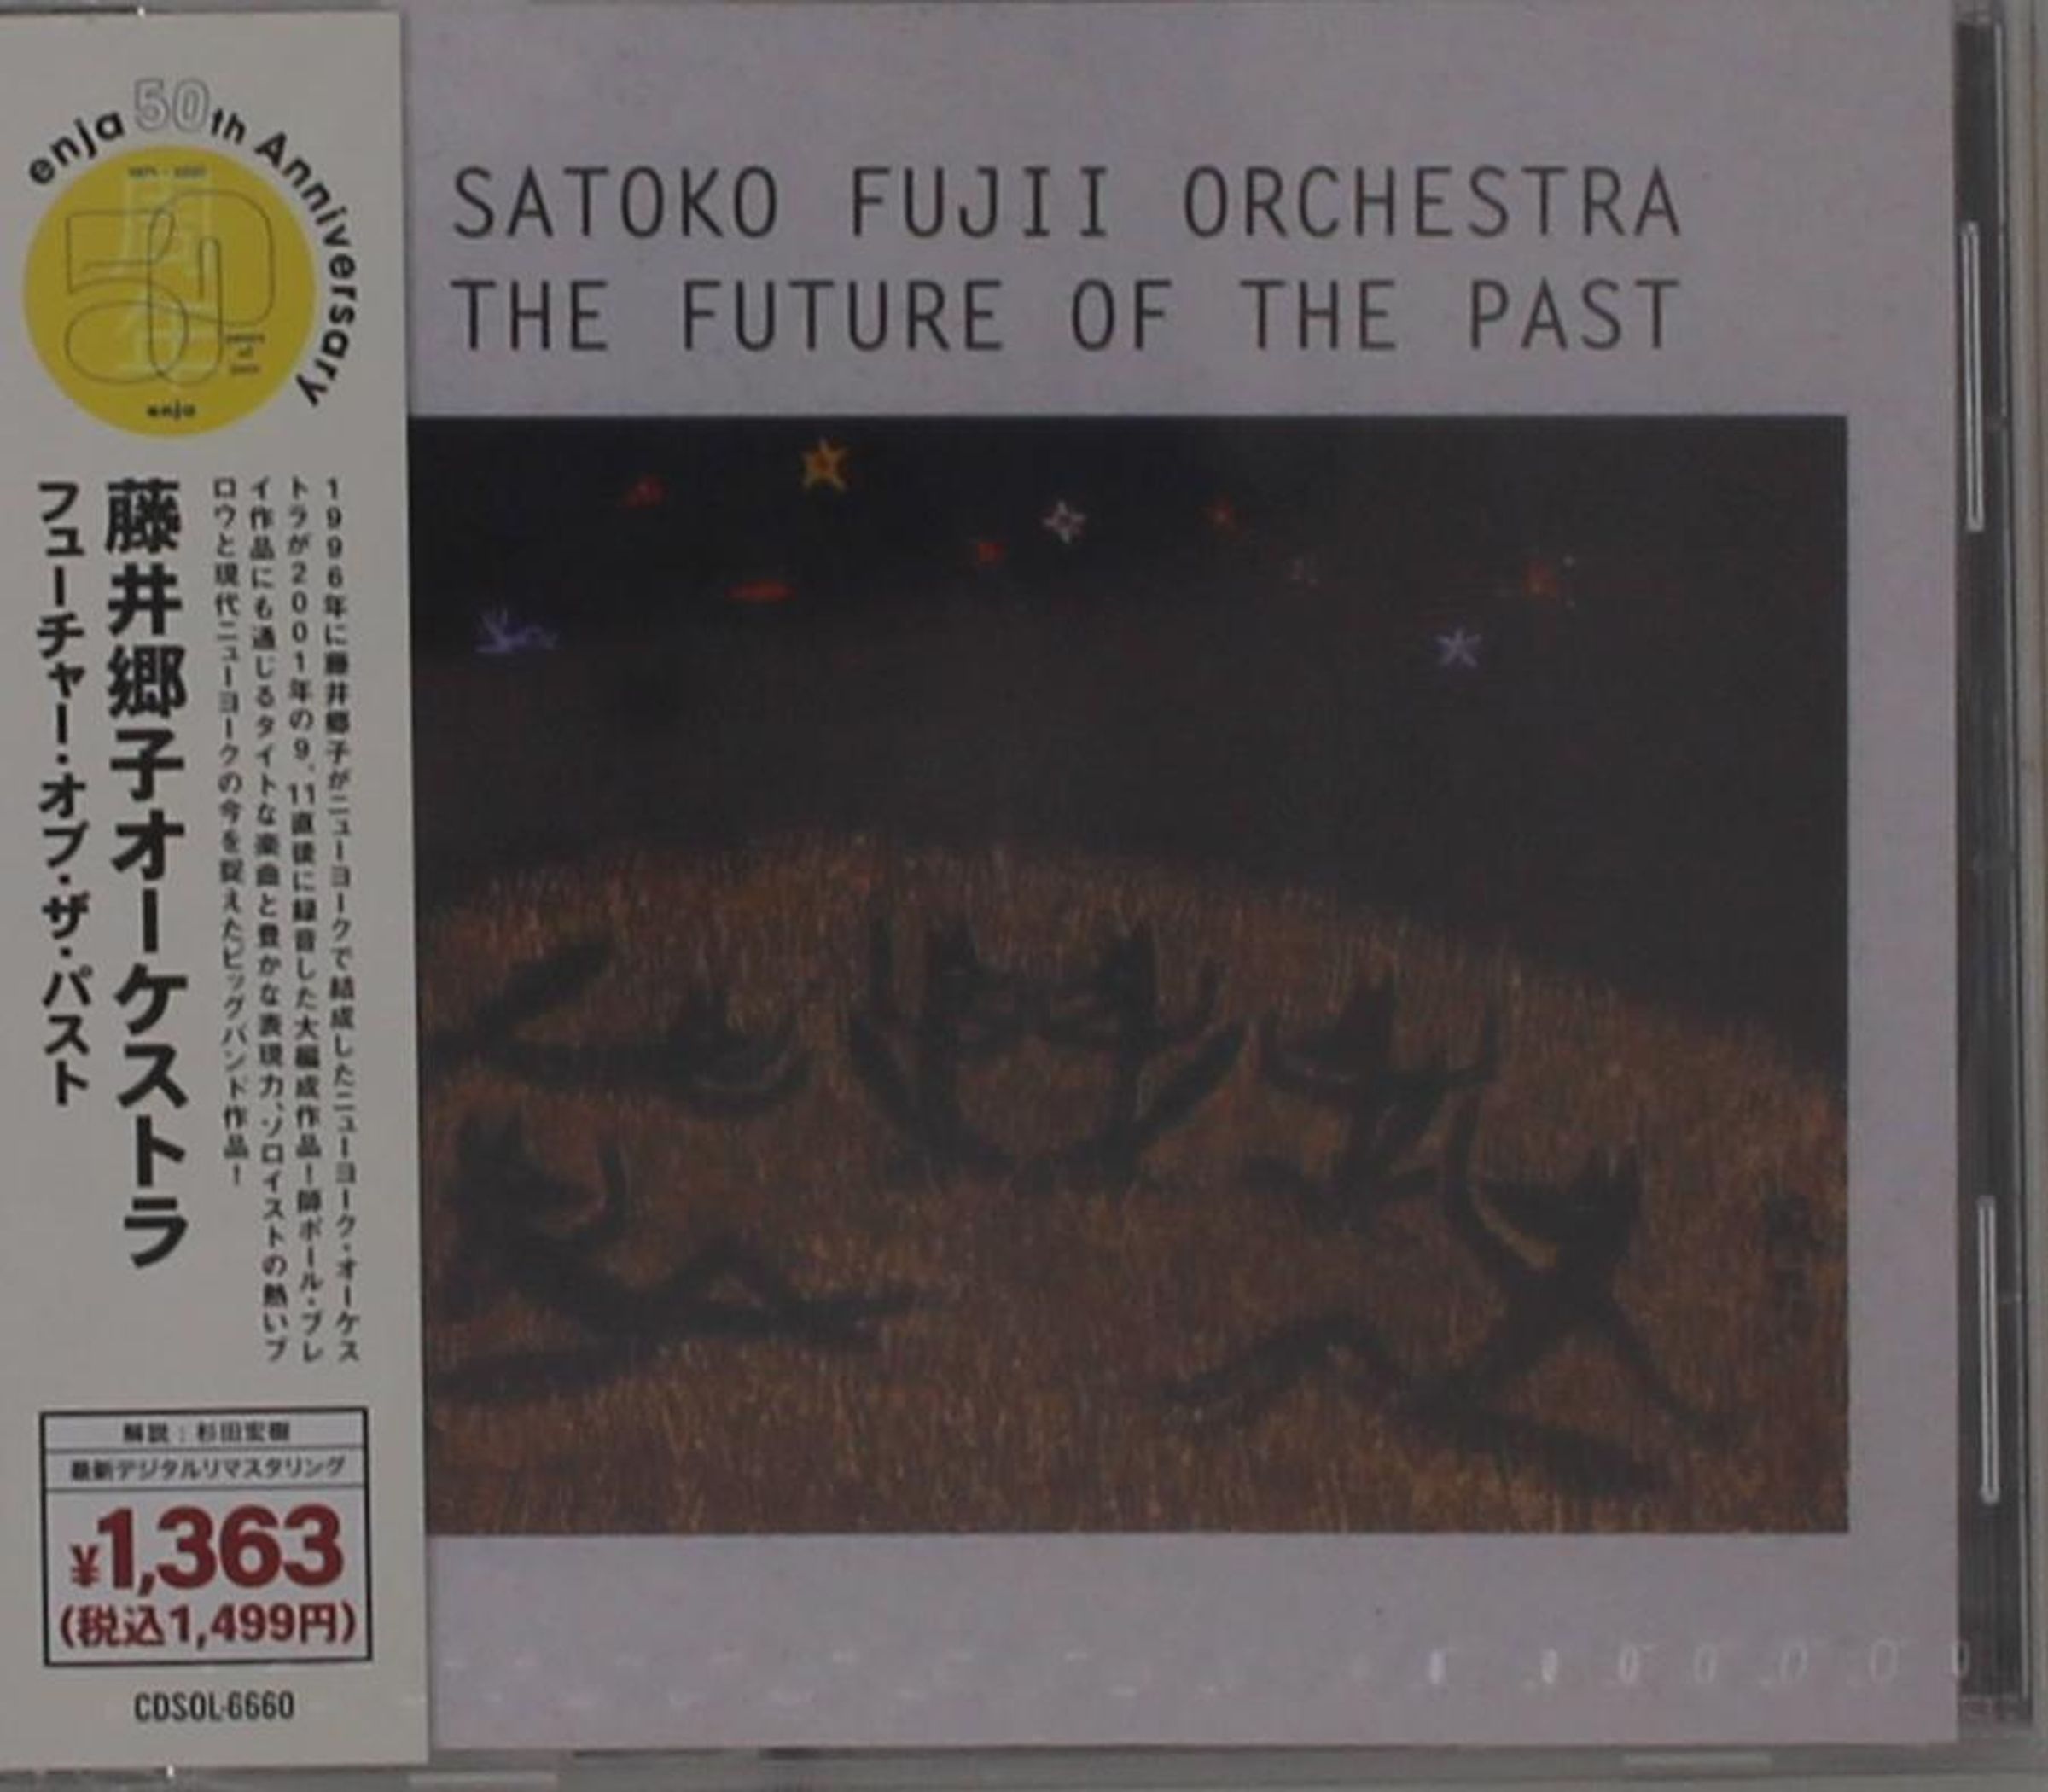 enja 50th Anniversary
1971 - 2021
50
years
of
enja
SATOKO FUJII ORCHESTRA
THE FUTURE OF THE PAST
1996年に藤井郷子がニューヨークで結成したニューヨーク・オーケス
トラが2001年の9.11直後に録音した大編成作品！師ポール・ブレ
イ作品にも通じるタイトな楽曲と豊かな表現力、ソロイストの熱いブ
ロウと現代ニューヨークの今を捉えたビッグバンド作品！
藤井郷子オーケストラ
フューチャー・オブ・ザ・パスト
解説：杉田宏樹
最新デジタルリマスタリング
¥1,363
(税込1,499円)
CDSOL-6660